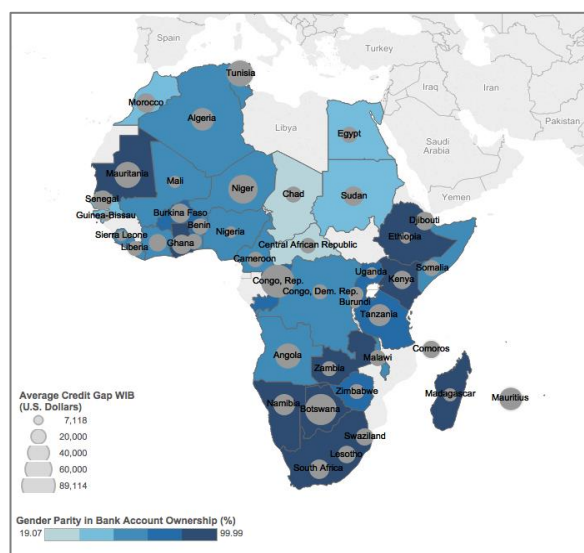 Spain
Turkey
Tunisia
Iraq
Iran
Morocco
Algeria
Libya
Egypt
Pakistan
Saudi
Arabia
Mauritania
Mali
Niger
Chad
Sudan
Yemen
Senegal
Guinea-Bissau
Burkina Faso
Benin
Nigeria
Djibouti
Ethiopia
Sierra Leone
Liberia
Ghana
Central African Republic
Cameroon
Somalia
Uganda
Congo, Rep.
Congo, Dem. Rep.
Kenya
Burundi
Tanzania
Comoros
Angola
Malawi
Zambia
Zimbabwe
Madagascar
Mauritius
Namibia
Botswana
Swaziland
Lesotho
South Africa
Average Credit Gap WIB
(U.S. Dollars)
7,118
20,000
40,000
60,000
89,114
Gender Parity in Bank Account Ownership (%)
19.07
99.99